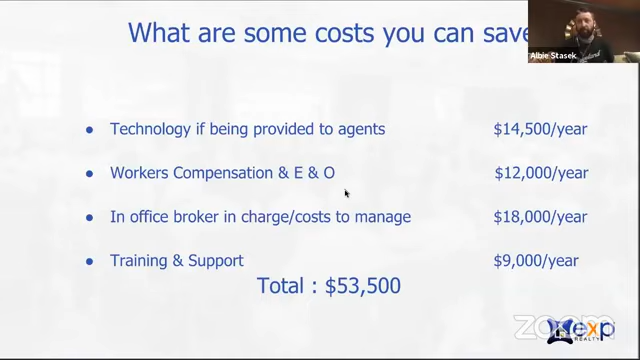 What are some costs you can save
Albie Stasek
● Technology if being provided to agents $14,500/year
● Workers Compensation & E & O $12,000/year
● In office broker in charge/costs to manage $18,000/year
● Training & Support $9,000/year
Total : $53,500
zoom
exp
REALTY